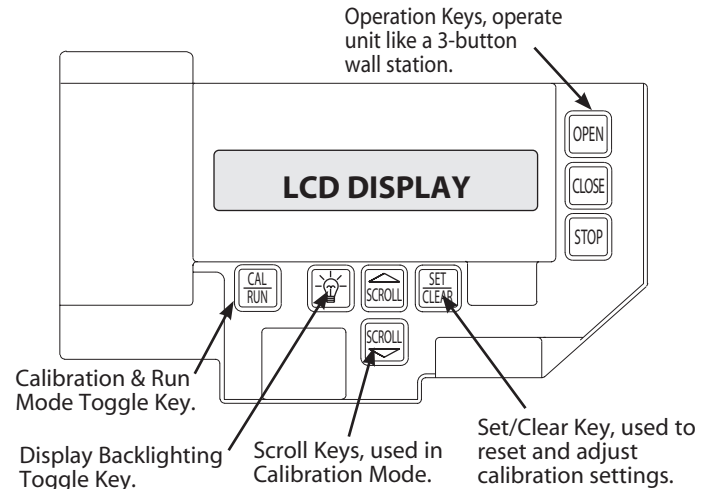 Operation Keys, operate
unit like a 3-button
wall station.
OPEN
LCD DISPLAY
CLOSE
STOP
CAL
RUN
SCROLL
SET
CLEAR
SCROLL
Calibration & Run
Mode Toggle Key.
Display Backlighting
Toggle Key.
Scroll Keys, used in
Calibration Mode.
Set/Clear Key, used to
reset and adjust
calibration settings.